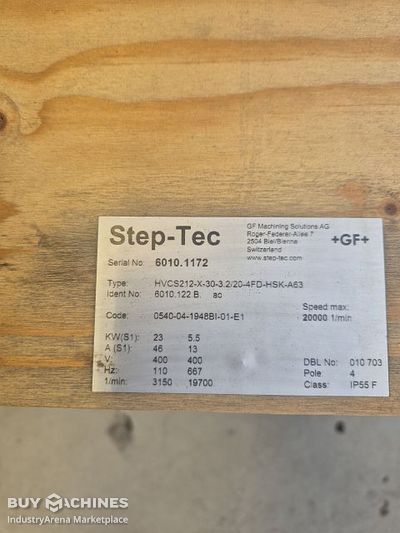 Step-Tec
GF Machining Solutions AG
Roger-Federer-Allee 7
2504 Biel/Bienne
Switzerland
www.step-tec.com
+GF+
Serial No: 6010.1172
Type: HVCS212-X-30-3.2/20-4FD-HSK-A63
Ident No: 6010.122 B. ac
Speed max:
Code: 0540-04-1948BI-01-E1 20000 1/min
KW(S1): 23 5.5
A (S1): 46 13
V: 400 400
Hz: 110 667 DBL No: 010 703
1/min: 3150 19700 Pole: 4
Class: IP55 F
BUY MACHINES
IndustryArena Marketplace